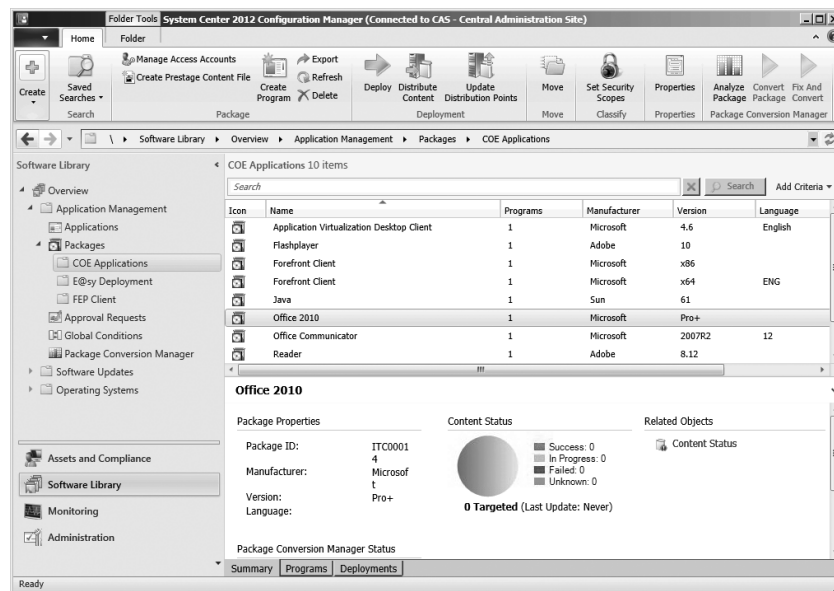 Folder Tools System Center 2012 Configuration Manager (Connected to CAS - Central Administration Site)
Home Folder
Create
Saved Searches
Search
Manage Access Accounts
Create Prestage Content File
Create Program
Export
Refresh
Delete
Package
Deploy
Distribute Content
Update Distribution Points
Deployment
Move
Move
Set Security Scopes
Classify
Properties
Properties
Analyze Package
Convert Package
Fix And Convert
Package Conversion Manager
\ Software Library Overview Application Management Packages COE Applications
Software Library
Overview
Application Management
Applications
Packages
COE Applications
E@sy Deployment
FEP Client
Approval Requests
Global Conditions
Package Conversion Manager
Software Updates
Operating Systems
Assets and Compliance
Software Library
Monitoring
Administration
COE Applications 10 items
Search Search Add Criteria
Icon Name Programs Manufacturer Version Language
Application Virtualization Desktop Client 1 Microsoft 4.6 English
Flashplayer 1 Adobe 10
Forefront Client 1 Microsoft x86
Forefront Client 1 Microsoft x64 ENG
Java 1 Sun 61
Office 2010 1 Microsoft Pro+
Office Communicator 1 Microsoft 2007R2 12
Reader 1 Adobe 8.12
Office 2010
Package Properties
Package ID: ITC0001
4
Manufacturer: Microsof
t
Version: Pro+
Language:
Content Status
Success: 0
In Progress: 0
Failed: 0
Unknown: 0
0 Targeted (Last Update: Never)
Related Objects
Content Status
Package Conversion Manager Status
Summary Programs Deployments
Ready